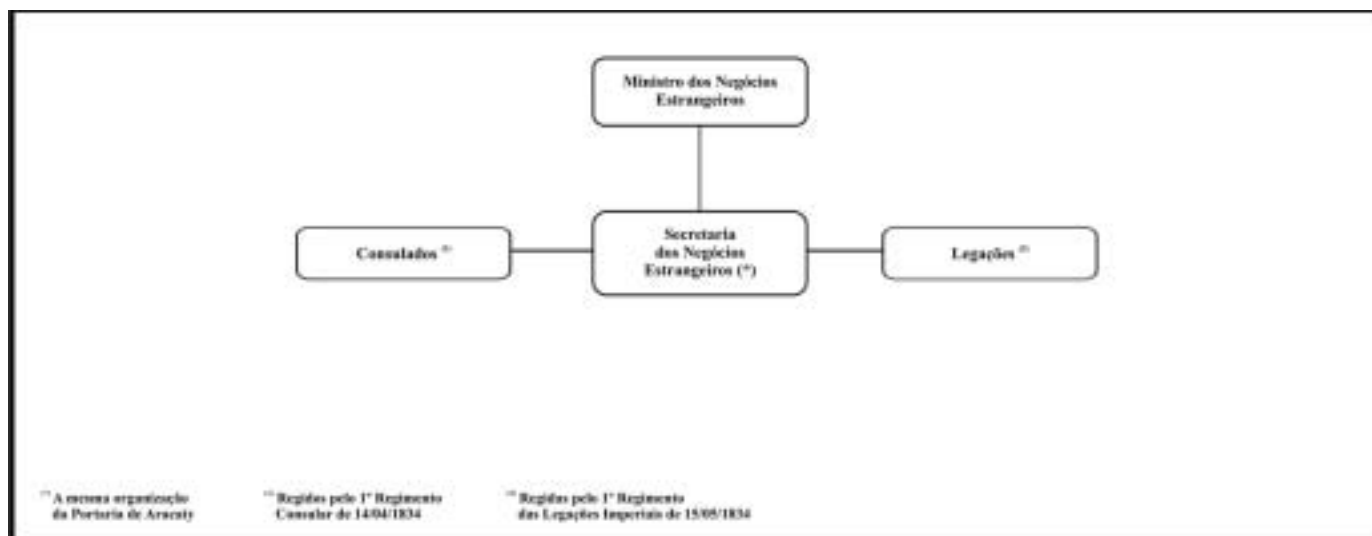 Ministro dos Negócios
Estrangeiros
Secretaria
dos Negócios
Estrangeiros (*)
Consulados
Legações
A mesma organização
da Portaria de Aracaty
Regidos pelo 1º Regimento
Consular de 14/04/1834
Regidas pelo 1º Regimento
das Legações Imperiais de 15/05/1834